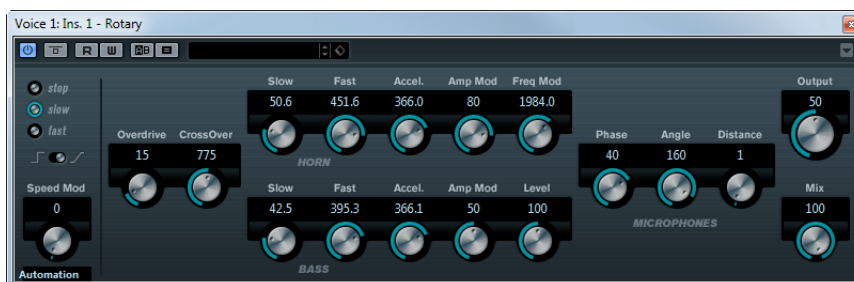 Voice 1: Ins. 1 - Rotary
R W AB
stop
slow
fast
Speed Mod
0
Automation
Overdrive CrossOver
15 775
Slow Fast Accel. Amp Mod Freq Mod
50.6 451.6 366.0 80 1984.0
HORN
Slow Fast Accel. Amp Mod Level
42.5 395.3 366.1 50 100
BASS
Phase Angle Distance
40 160 1
MICROPHONES
Output
50
Mix
100